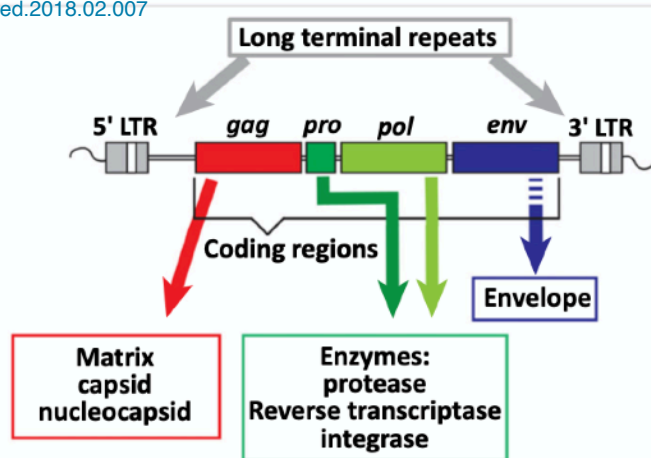 ed.2018.02.007
Long terminal repeats
5' LTR
gag
pro
pol
env
3' LTR
Coding regions
Envelope
Matrix
capsid
nucleocapsid
Enzymes:
protease
Reverse transcriptase
integrase